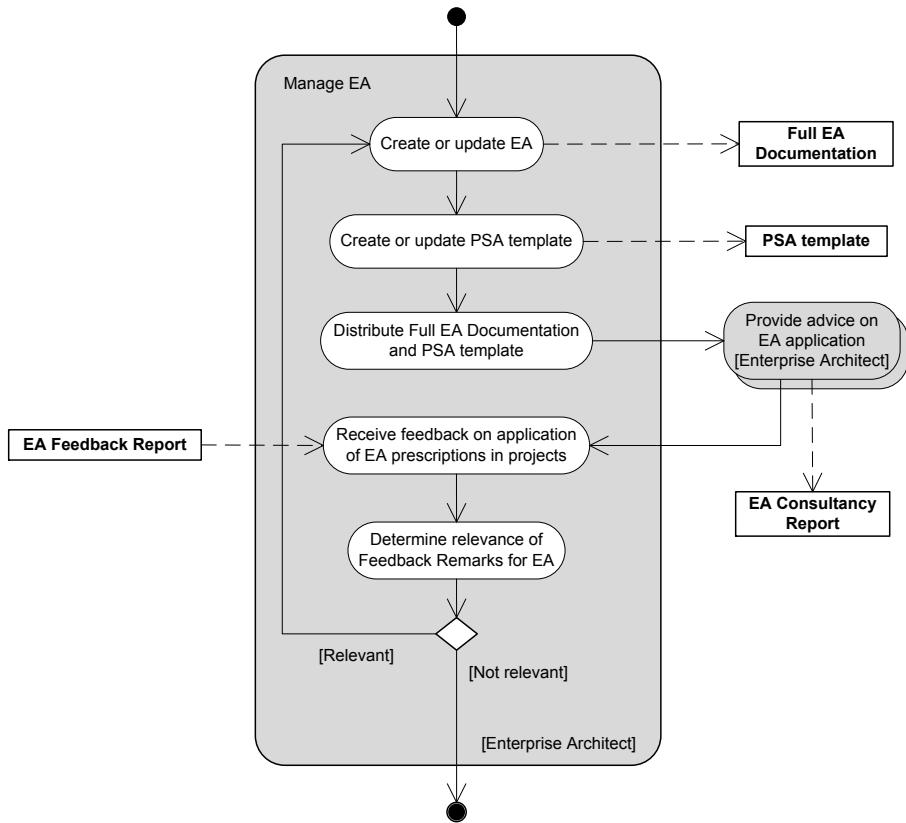 Manage EA
Create or update EA
Full EA
Documentation
Create or update PSA template
PSA template
Distribute Full EA Documentation
and PSA template
Provide advice on
EA application
[Enterprise Architect]
EA Feedback Report
Receive feedback on application
of EA prescriptions in projects
EA Consultancy
Report
Determine relevance of
Feedback Remarks for EA
[Relevant]
[Not relevant]
[Enterprise Architect]